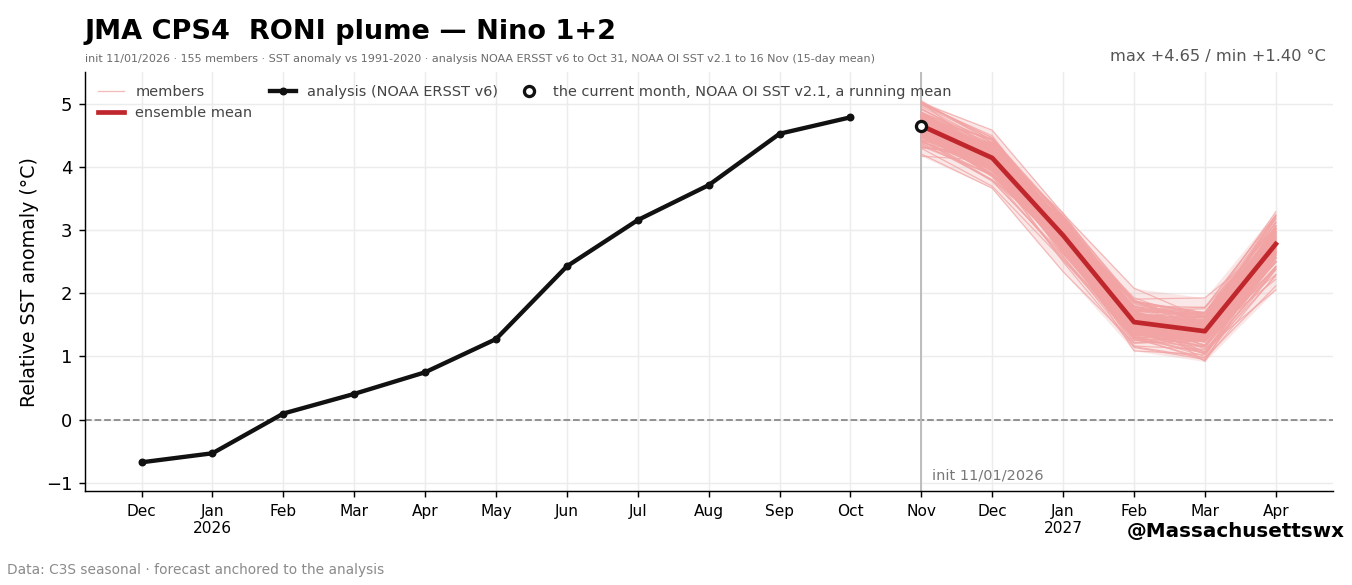 JMA CPS4  RONI plume — Nino 1+2
init 11/01/2026 · 155 members · SST anomaly vs 1991-2020 · analysis NOAA ERSST v6 to Oct 31, NOAA OI SST v2.1 to 16 Nov (15-day mean)
max +4.65 / min +1.40 °C
members
ensemble mean
analysis (NOAA ERSST v6)
the current month, NOAA OI SST v2.1, a running mean
Relative SST anomaly (°C)
5
4
3
2
1
0
−1
init 11/01/2026
Dec Jan Feb Mar Apr May Jun Jul Aug Sep Oct Nov Dec Jan Feb Mar Apr
2026 2027
@Massachusettswx
Data: C3S seasonal · forecast anchored to the analysis